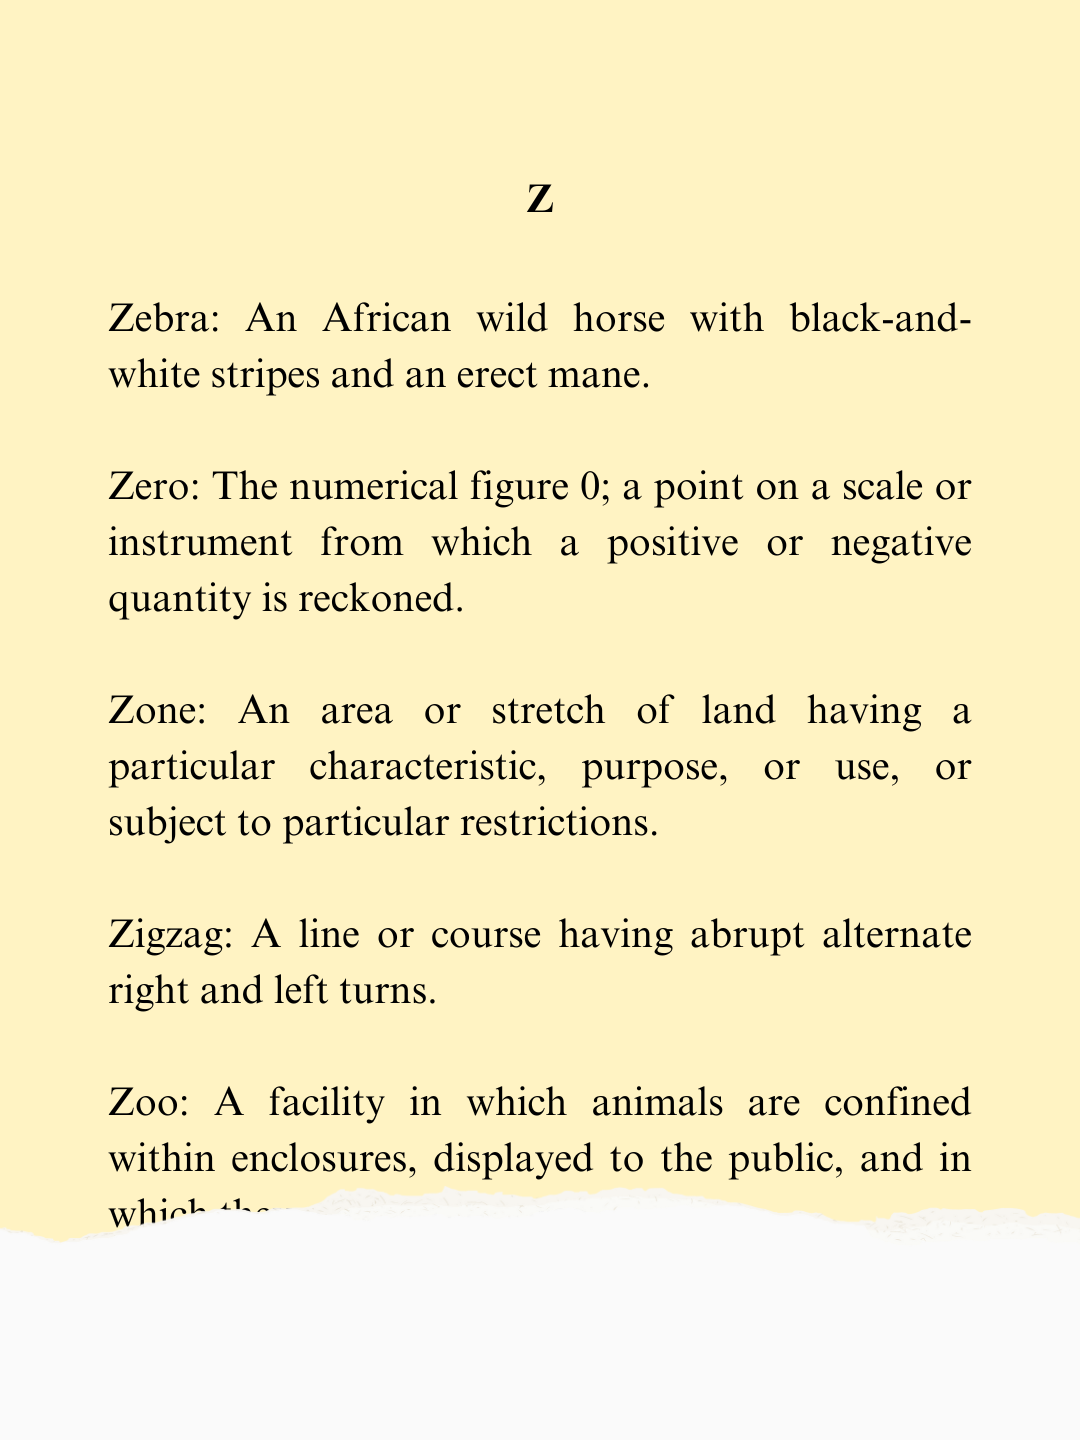 Z
Zebra: An African wild horse with black-and-
white stripes and an erect mane.
Zero: The numerical figure 0; a point on a scale or
instrument from which a positive or negative
quantity is reckoned.
Zone: An area or stretch of land having a
particular characteristic, purpose, or use, or
subject to particular restrictions.
Zigzag: A line or course having abrupt alternate
right and left turns.
Zoo: A facility in which animals are confined
within enclosures, displayed to the public, and in
which